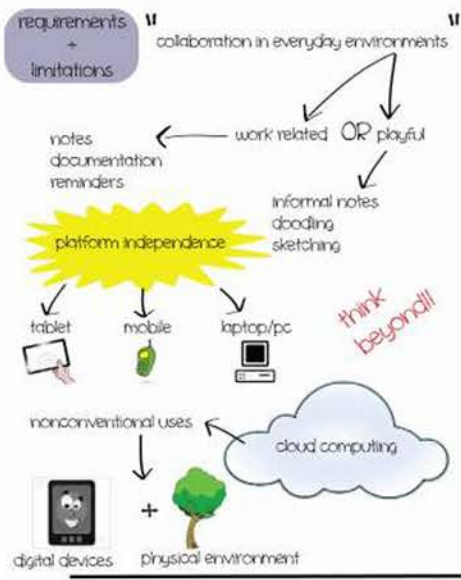 requirements
+
limitations
" collaboration in everyday environments "
work related OR playful
notes
documentation
reminders
informal notes
doodling
sketching
platform independence
think
beyond!!
tablet
mobile
laptop/pc
nonconventional uses
cloud computing
+
digital devices
physical environment